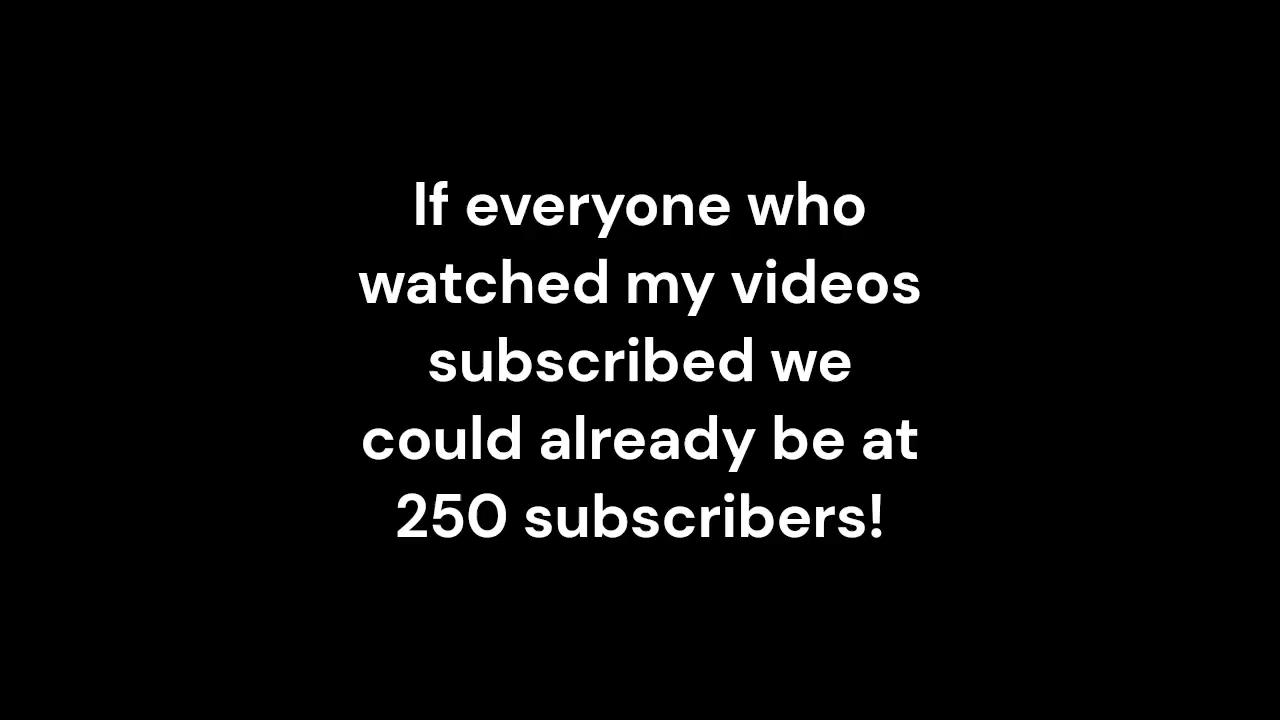 If everyone who
watched my videos
subscribed we
could already be at
250 subscribers!